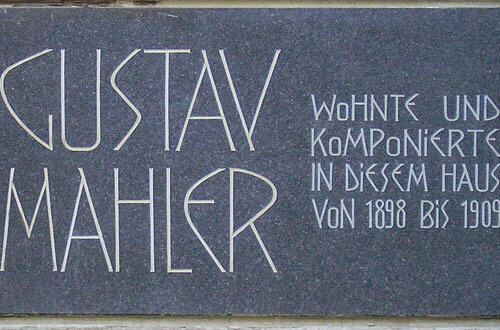 GUSTAV
MAHLER
WOHNTE UND
KOMPONIERTE
IN DIESEM HAUS
VON 1898 BIS 1909